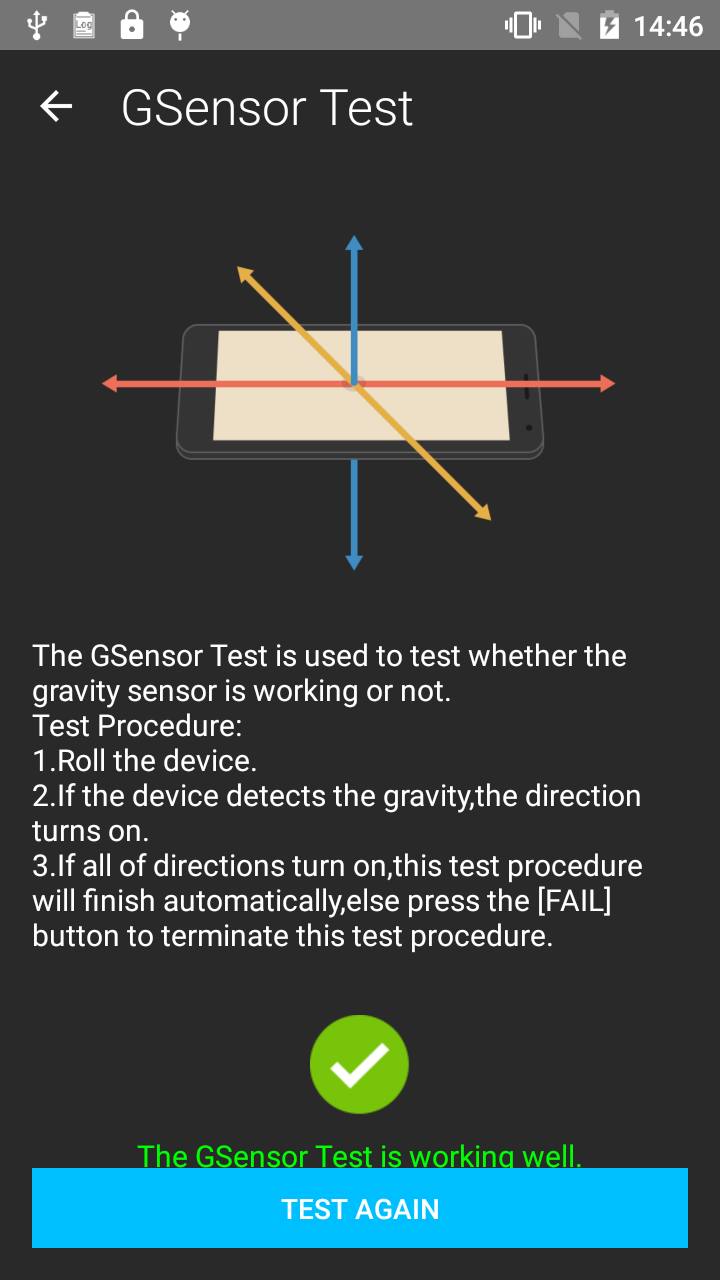 Log
14:46
GSensor Test
The GSensor Test is used to test whether the
gravity sensor is working or not.
Test Procedure:
1.Roll the device.
2.If the device detects the gravity,the direction
turns on.
3.If all of directions turn on,this test procedure
will finish automatically,else press the [FAIL]
button to terminate this test procedure.
The GSensor Test is working well.
TEST AGAIN